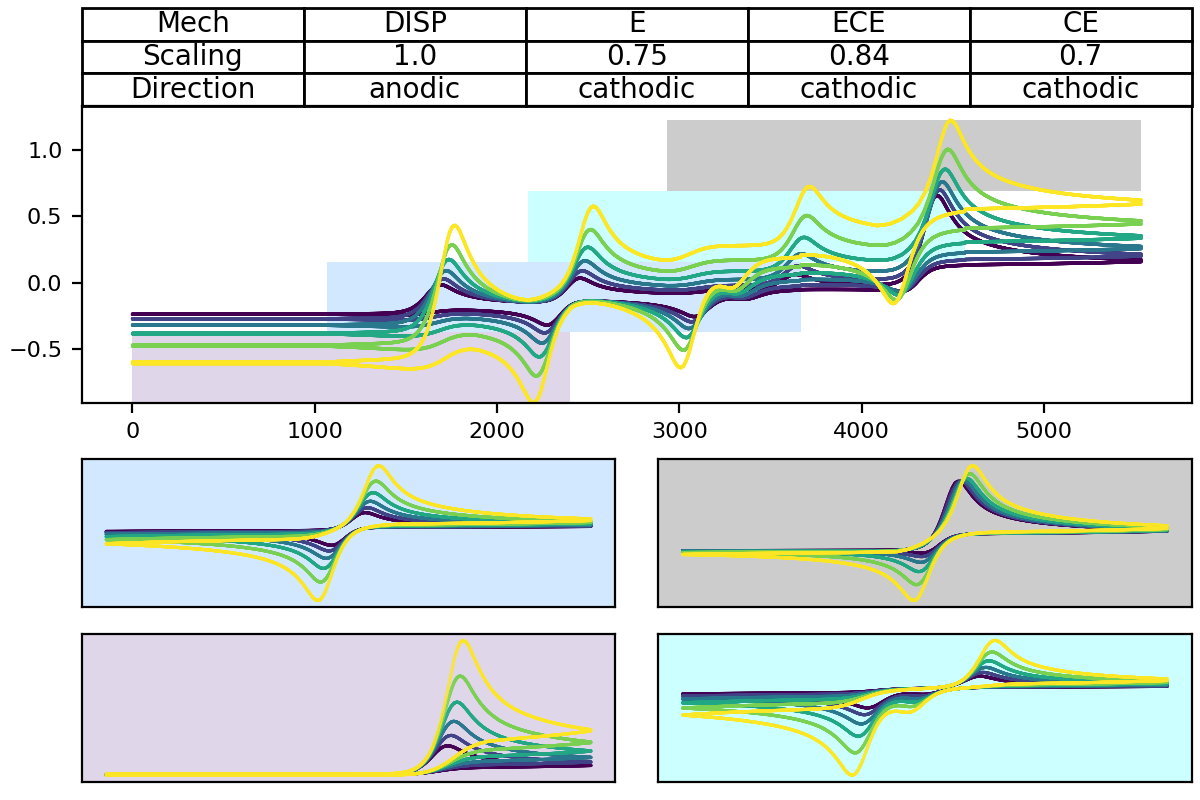 Mech DISP E ECE CE
Scaling 1.0 0.75 0.84 0.7
Direction anodic cathodic cathodic cathodic
1.0
0.5
0.0
−0.5
0 1000 2000 3000 4000 5000